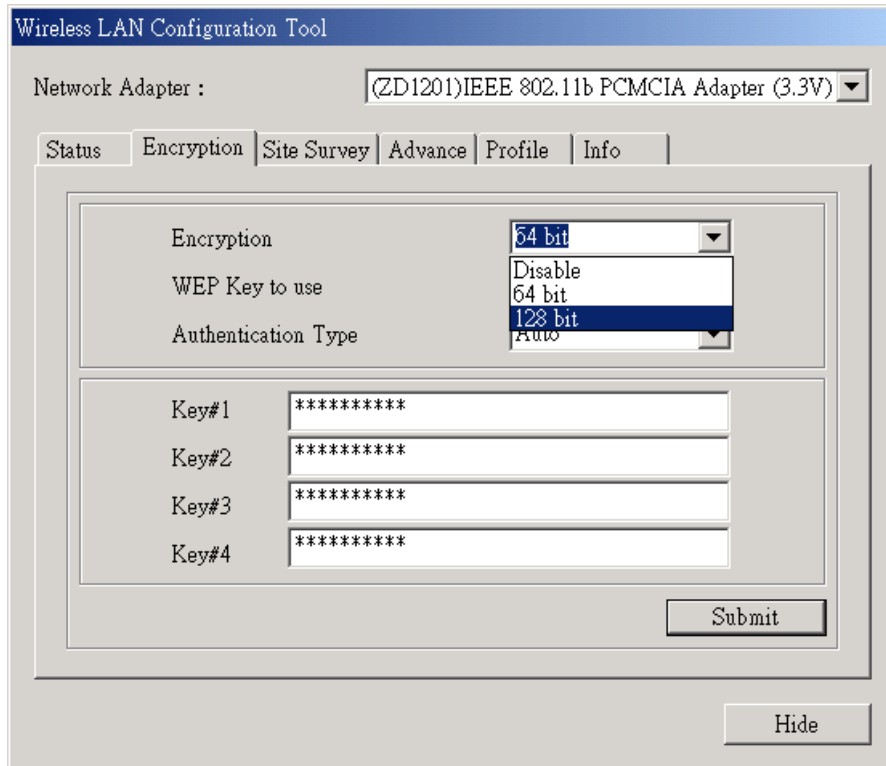 Wireless LAN Configuration Tool
Network Adapter : (ZD1201)IEEE 802.11b PCMCIA Adapter (3.3V)
Status Encryption Site Survey Advance Profile Info
Encryption 64 bit
Disable
WEP Key to use 64 bit
128 bit
Authentication Type Auto
Key#1 **********
Key#2 **********
Key#3 **********
Key#4 **********
Submit
Hide